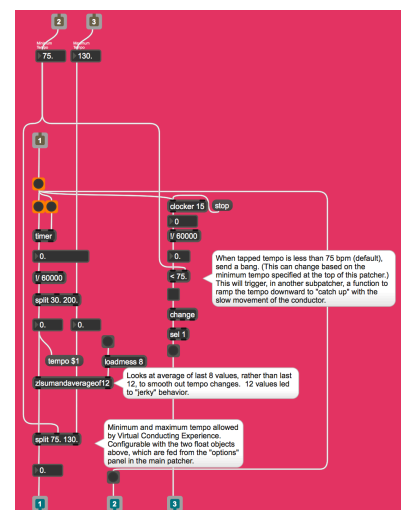 2
3
Minimum
Tempo
Maximum
Tempo
75.
130.
1
clocker 15
stop
0
timer
!/ 60000
0.
0.
When tapped tempo is less than 75 bpm (default),
send a bang. (This can change based on the
minimum tempo specified at the top of this patcher.)
This will trigger, in another subpatcher, a function to
ramp the tempo downward to "catch up" with the
slow movement of the conductor.
!/ 60000
< 75.
split 30. 200.
change
0.
0.
sel 1
tempo $1
loadmess 8
zlsumandaverageof12
Looks at average of last 8 values, rather than last
12, to smooth out tempo changes.  12 values led
to "jerky" behavior.
split 75. 130.
Minimum and maximum tempo allowed
by Virtual Conducting Experience.
Configurable with the two float objects
above, which are fed from the "options"
panel in the main patcher.
0.
1
2
3